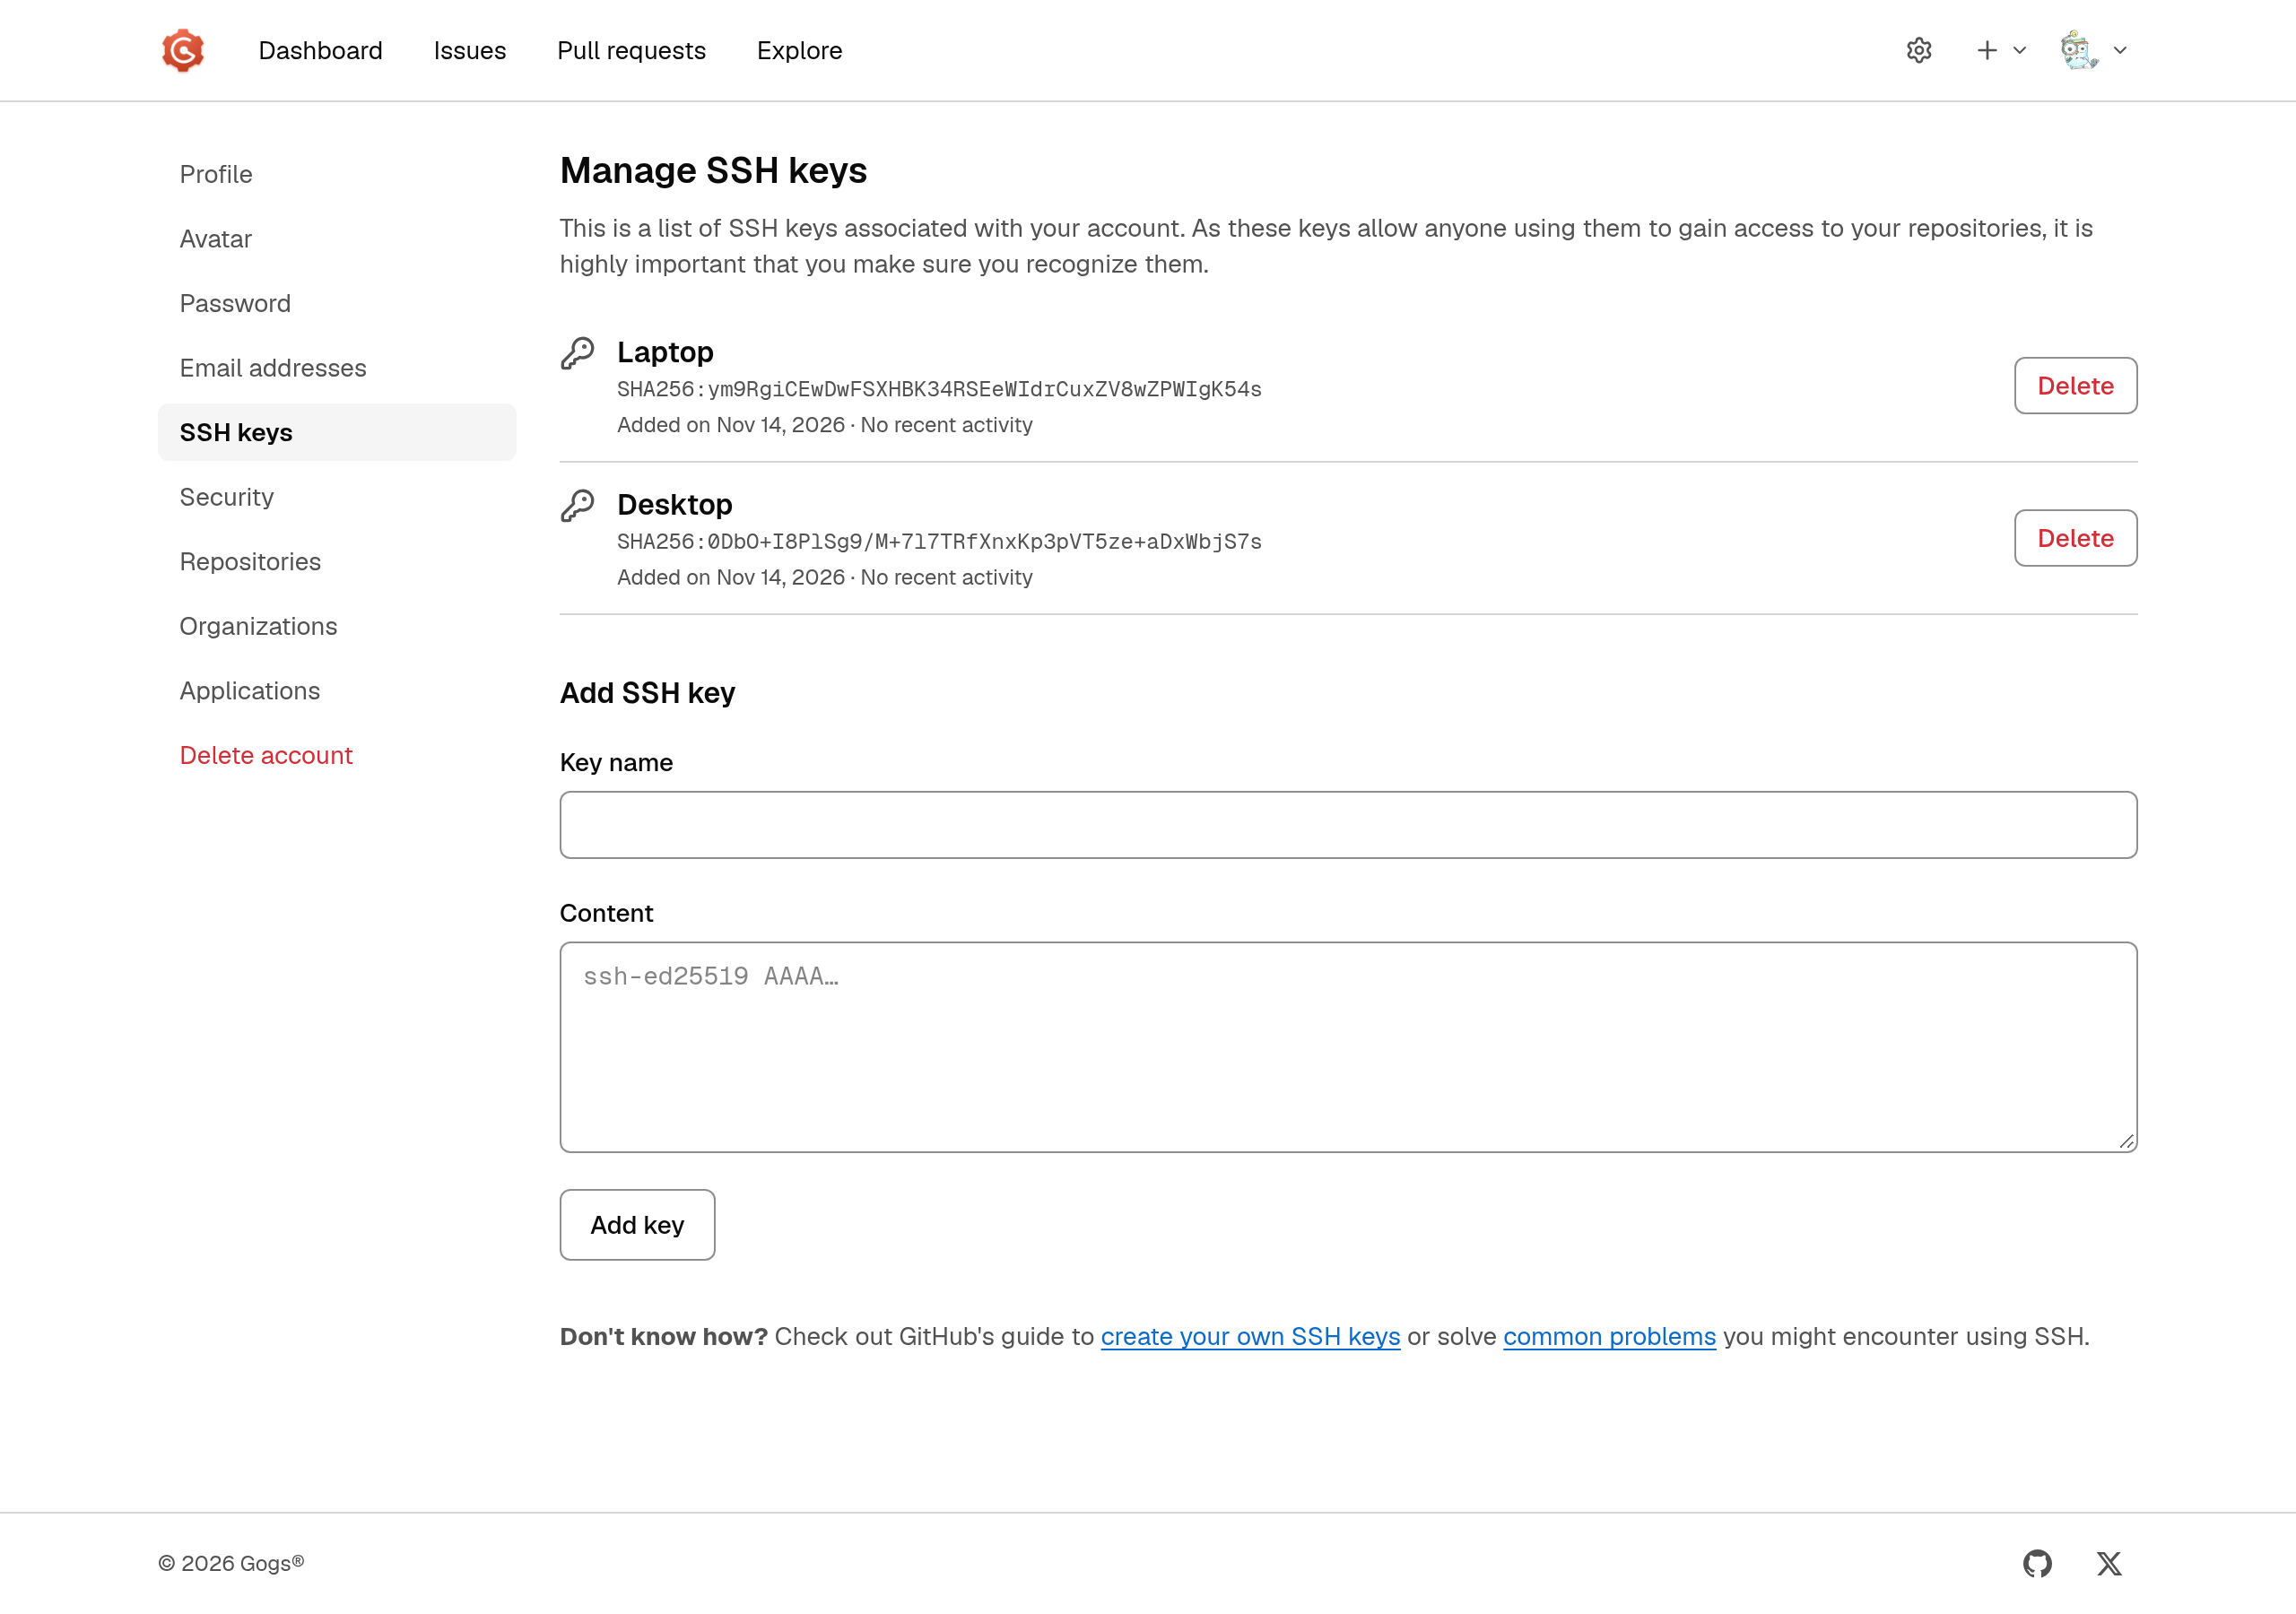 Dashboard
Issues
Pull requests
Explore
Profile
Avatar
Password
Email addresses
SSH keys
Security
Repositories
Organizations
Applications
Delete account
Manage SSH keys
This is a list of SSH keys associated with your account. As these keys allow anyone using them to gain access to your repositories, it is
highly important that you make sure you recognize them.
Laptop
SHA256:ym9RgiCEwDwFSXHBK34RSEeWIdrCuxZV8wZPWIgK54s
Added on Nov 14, 2026 · No recent activity
Delete
Desktop
SHA256:0DbO+I8PlSg9/M+7l7TRfXnxKp3pVT5ze+aDxWbjS7s
Added on Nov 14, 2026 · No recent activity
Delete
Add SSH key
Key name
Content
ssh-ed25519 AAAA…
Add key
Don't know how? Check out GitHub's guide to create your own SSH keys or solve common problems you might encounter using SSH.
© 2026 Gogs®